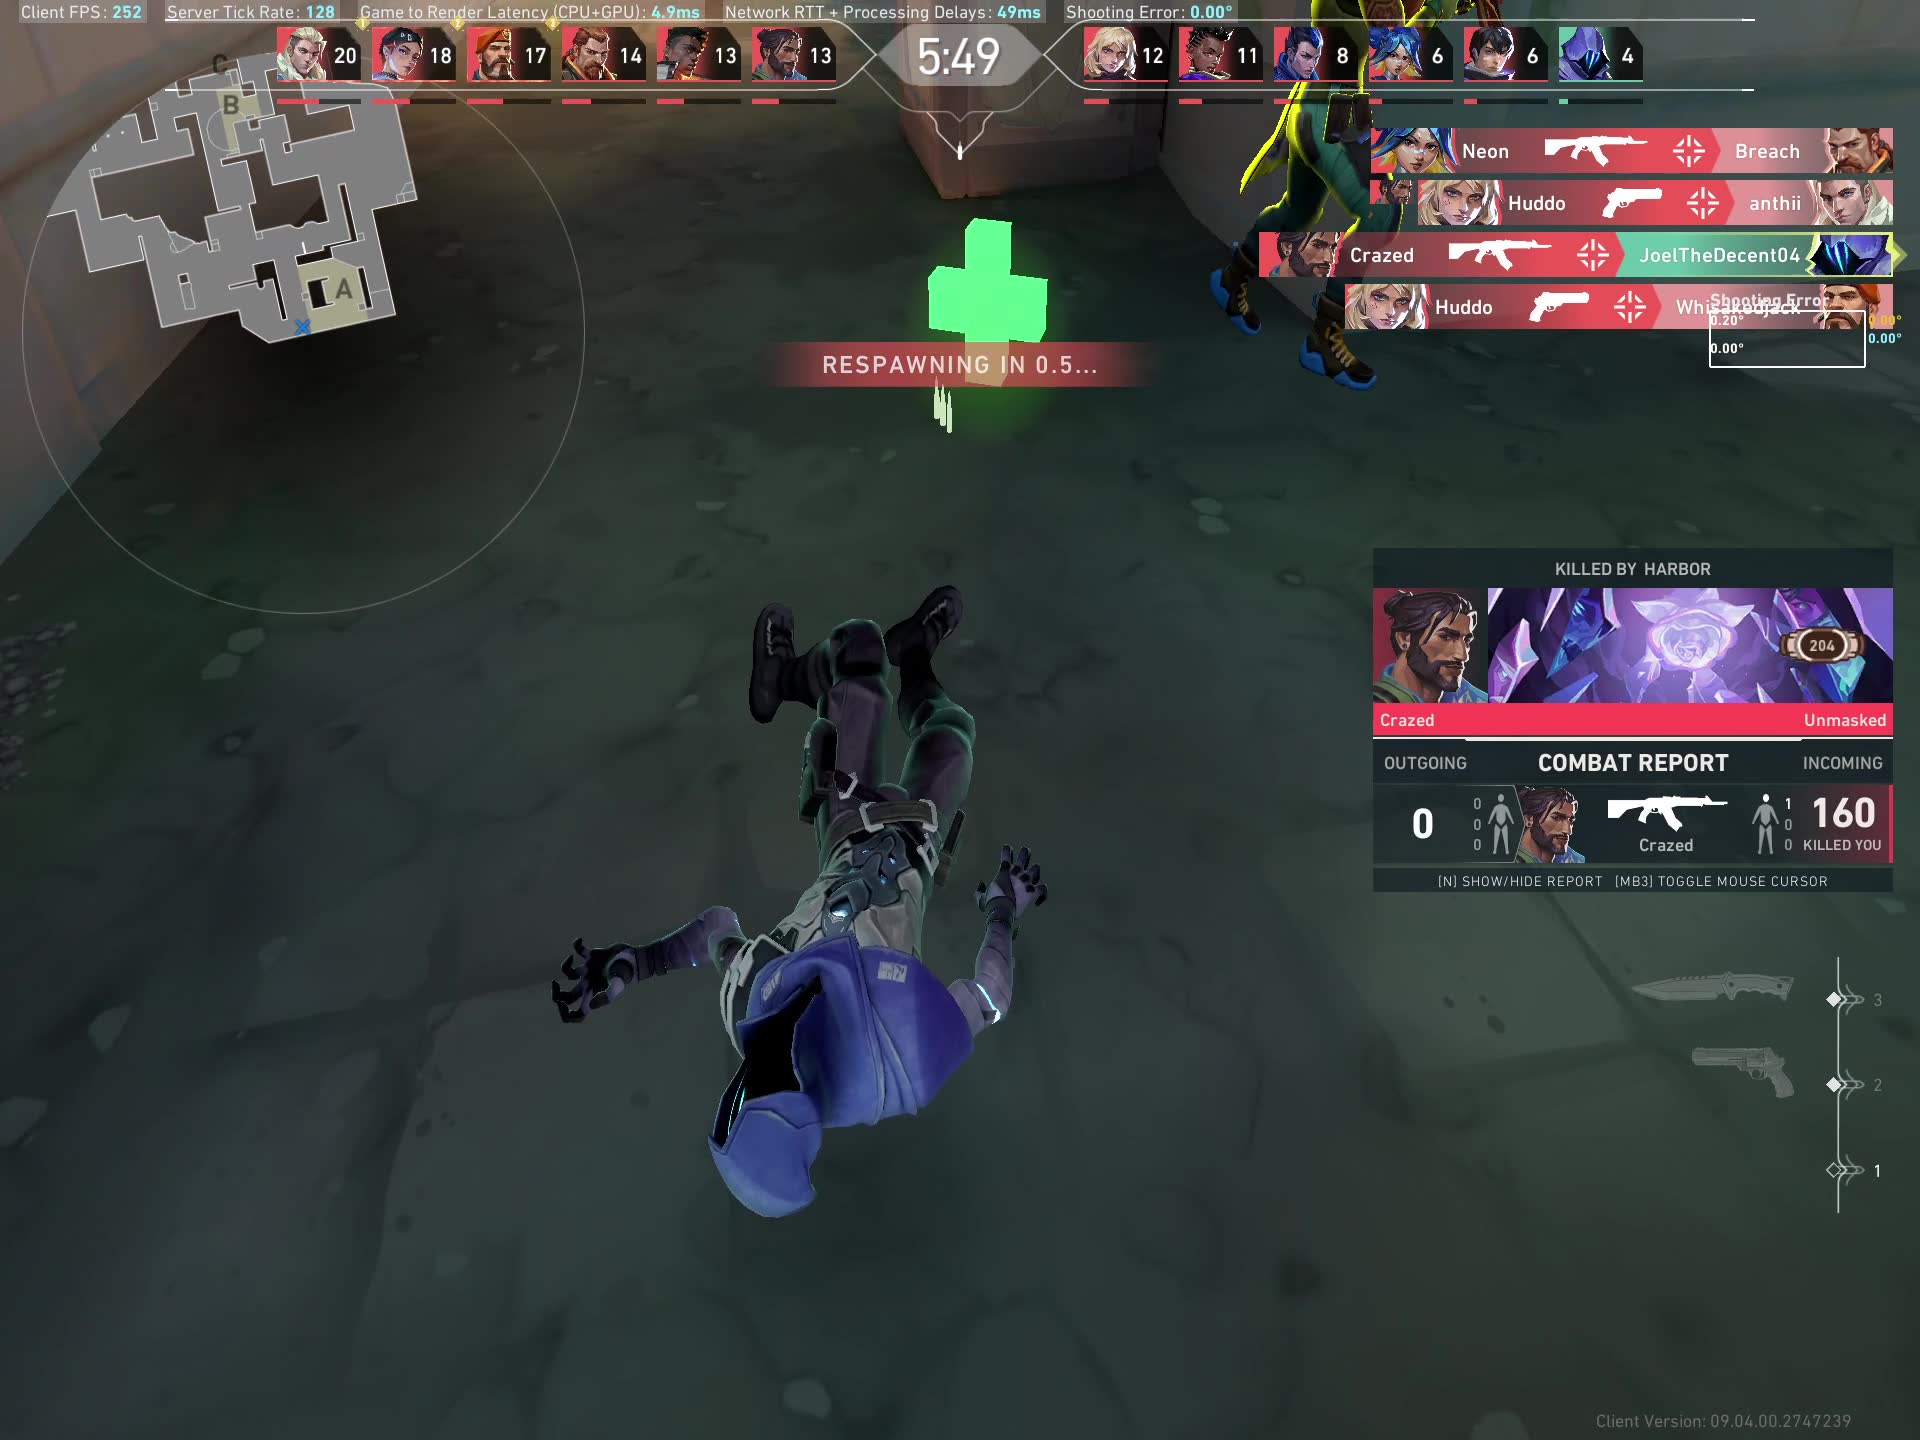 Client FPS: 252 Server Tick Rate: 128 Game to Render Latency (CPU+GPU): 4.9ms Network RTT + Processing Delays: 49ms Shooting Error: 0.00°
20 18 17 14 13 13 5:49 12 11 8 6 6 4
C
B
A
Neon Breach
Huddo anthii
Crazed JoelTheDecent04
Huddo
Shooting Error
0.20° 0.00°
0.00°
0.00°
RESPAWNING IN 0.5...
KILLED BY HARBOR
204
Crazed Unmasked
OUTGOING COMBAT REPORT INCOMING
0 0 0 0 Crazed 1 0 0 160 KILLED YOU
[N] SHOW/HIDE REPORT [MB3] TOGGLE MOUSE CURSOR
3
2
1
Client Version: 09.04.00.2747239